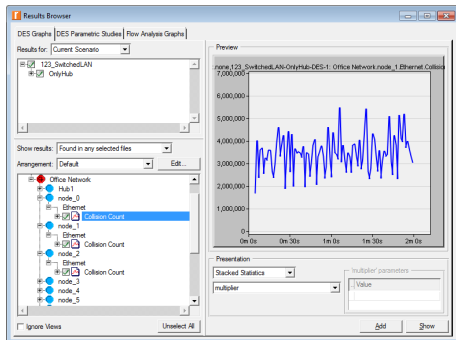 Results Browser
DES Graphs | DES Parametric Studies | Flow Analysis Graphs
Results for: Current Scenario
123_SwitchedLAN
OnlyHub
Show results: Found in any selected files
Arrangement: Default
Edit...
Office Network
Hub1
node_0
Ethernet
Collision Count
node_1
Ethernet
Collision Count
node_2
Ethernet
Collision Count
node_3
node_4
node_5
Ignore Views
Unselect All
Preview
none,123_SwitchedLAN-OnlyHub-DES-1: Office Network.node_1.Ethernet.Collision
7,000,000
6,000,000
5,000,000
4,000,000
3,000,000
2,000,000
1,000,000
0
0m 0s 0m 30s 1m 0s 1m 30s 2m 0s
Presentation
Stacked Statistics
multiplier
'multiplier' parameters
Value
Add
Show